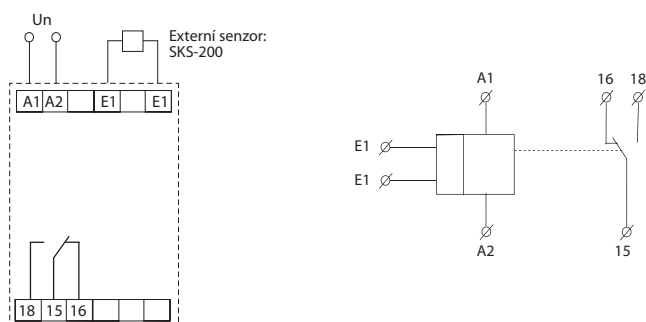 Un
Externí senzor:
SKS-200
A1 A2 E1 E1
18 15 16
A1
16 18
E1
E1
A2
15